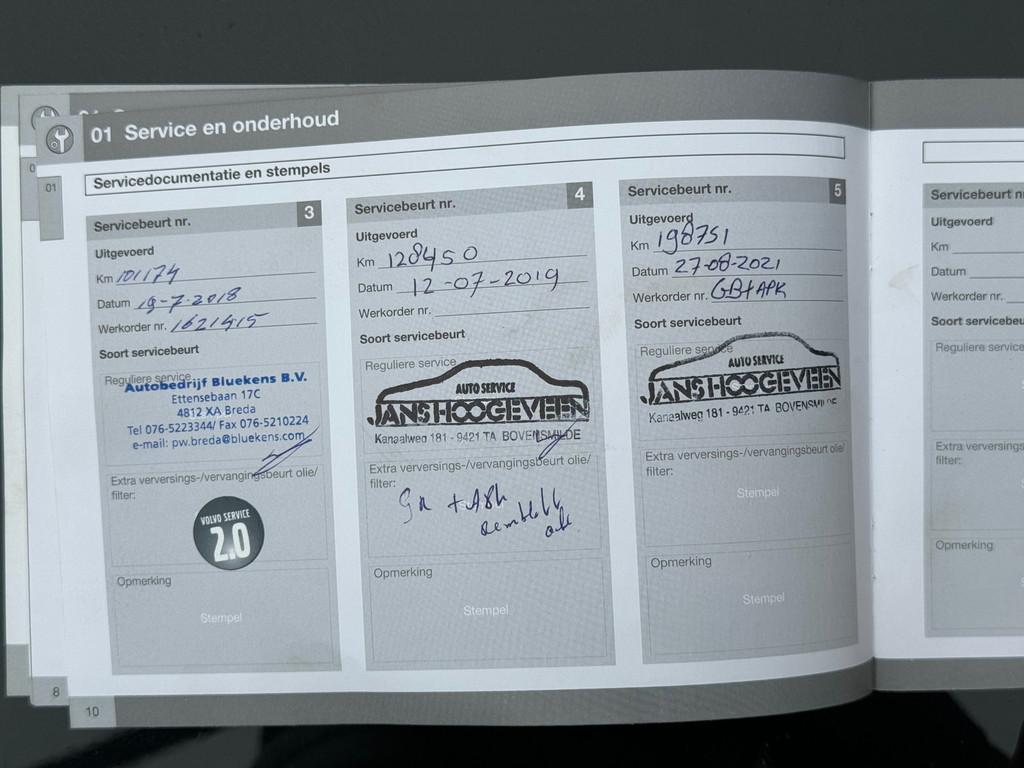 01 Service en onderhoud
01
Servicedocumentatie en stempels
Servicebeurt nr. 3
Uitgevoerd
Km 101174
Datum 19-7-2018
Werkorder nr. 1621415
Soort servicebeurt
Reguliere service
Autobedrijf Bluekens B.V.
Ettensebaan 17C
4812 XA Breda
Tel 076-5223344/ Fax 076-5210224
e-mail: pw.breda@bluekens.com
Extra verversings-/vervangingsbeurt olie/
filter:
VOLVO SERVICE
2.0
Opmerking
Stempel
Servicebeurt nr. 4
Uitgevoerd
Km 128450
Datum 12-07-2019
Werkorder nr.
Soort servicebeurt
Reguliere service
AUTO SERVICE
JANS HOOGEVEEN
Kanaalweg 181 - 9421 TA BOVENSMILDE
Extra verversings-/vervangingsbeurt olie/
filter:
Opmerking
Stempel
Servicebeurt nr. 5
Uitgevoerd
Km 198751
Datum 27-08-2021
Werkorder nr. GB+APK
Soort servicebeurt
Reguliere service
AUTO SERVICE
JANS HOOGEVEEN
Kanaalweg 181 - 9421 TA BOVENSMILDE
Extra verversings-/vervangingsbeurt olie/
filter:
Stempel
Opmerking
Stempel
Servicebeurt
Uitgevoerd
Km
Datum
Werkorder nr.
Soort servicebeu
Reguliere service
Extra verversings
filter:
Opmerking
8
10